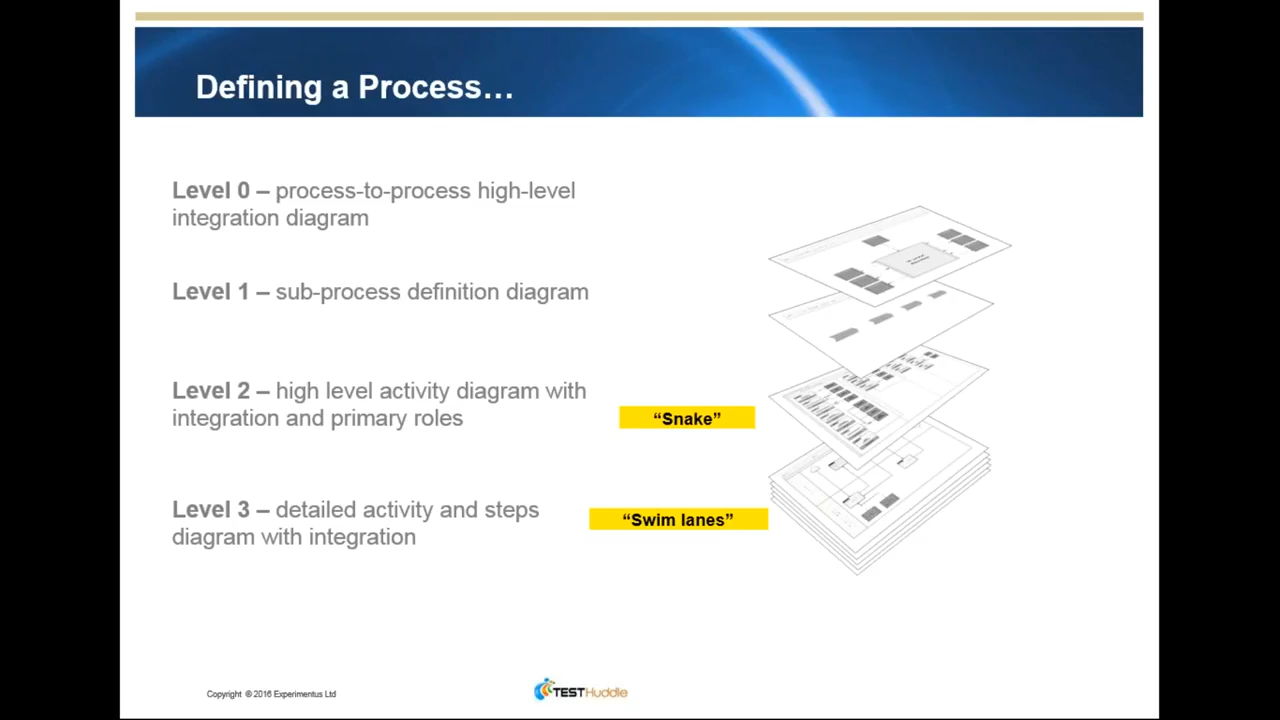 Defining a Process…
Level 0 – process-to-process high-level
integration diagram
Level 1 – sub-process definition diagram
Level 2 – high level activity diagram with
integration and primary roles
“Snake”
Level 3 – detailed activity and steps
diagram with integration
“Swim lanes”
Copyright ® 2016 Experimentus Ltd
TESTHuddle